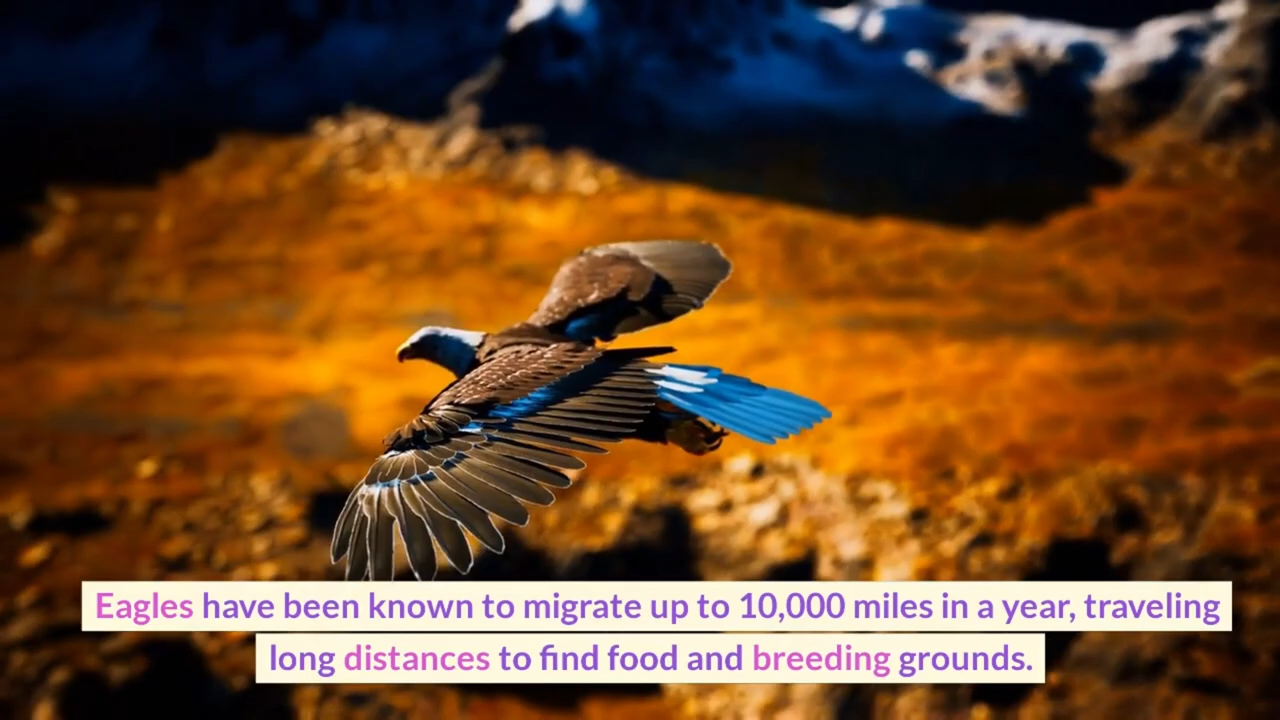 Eagles have been known to migrate up to 10,000 miles in a year, traveling
long distances to find food and breeding grounds.